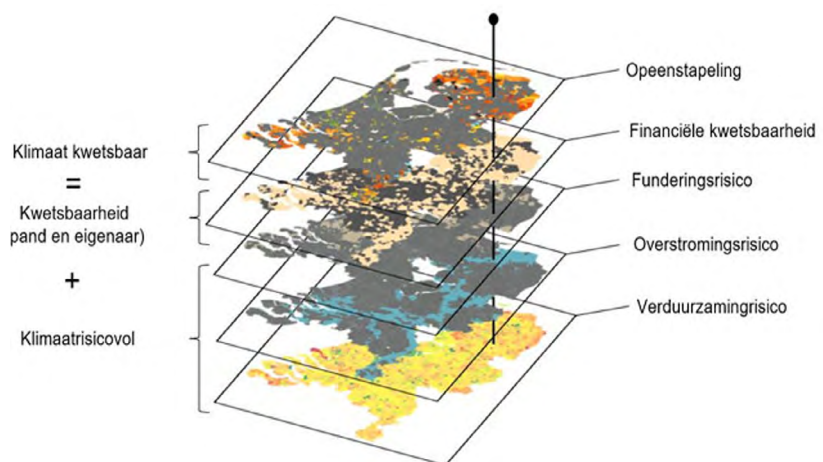 Opeenstapeling
Financiële kwetsbaarheid
Funderingsrisico
Overstromingsrisico
Verduurzamingrisico
Klimaat kwetsbaar
=
Kwetsbaarheid
pand en eigenaar)
+
Klimaatrisicovol